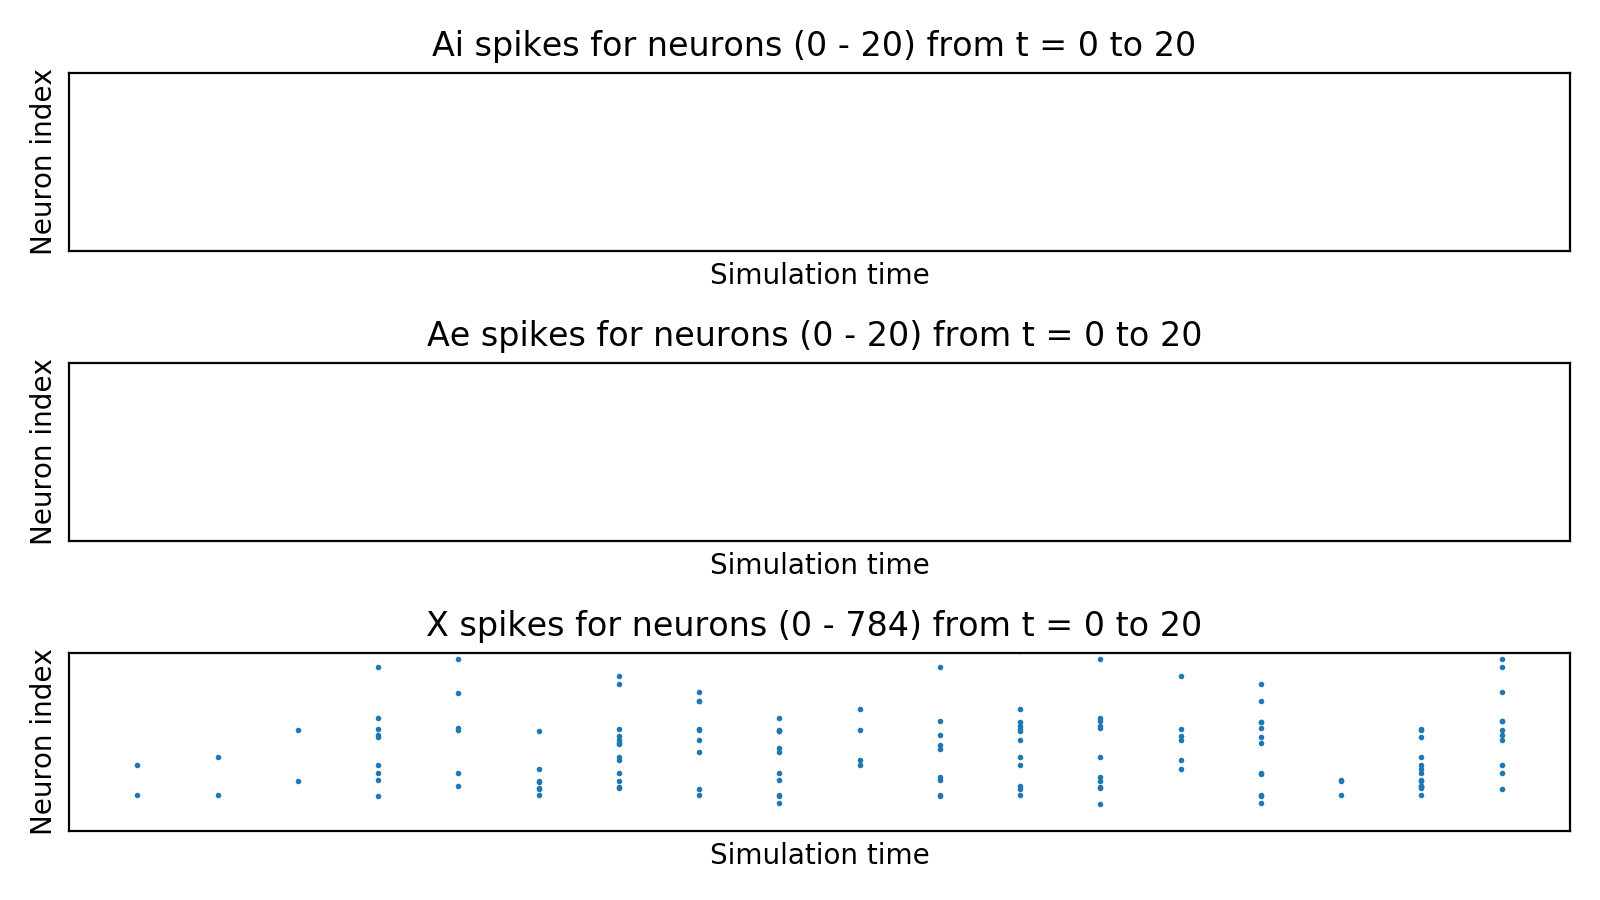 Ai spikes for neurons (0 - 20) from t = 0 to 20
Neuron index
Simulation time
Ae spikes for neurons (0 - 20) from t = 0 to 20
Neuron index
Simulation time
X spikes for neurons (0 - 784) from t = 0 to 20
Neuron index
Simulation time